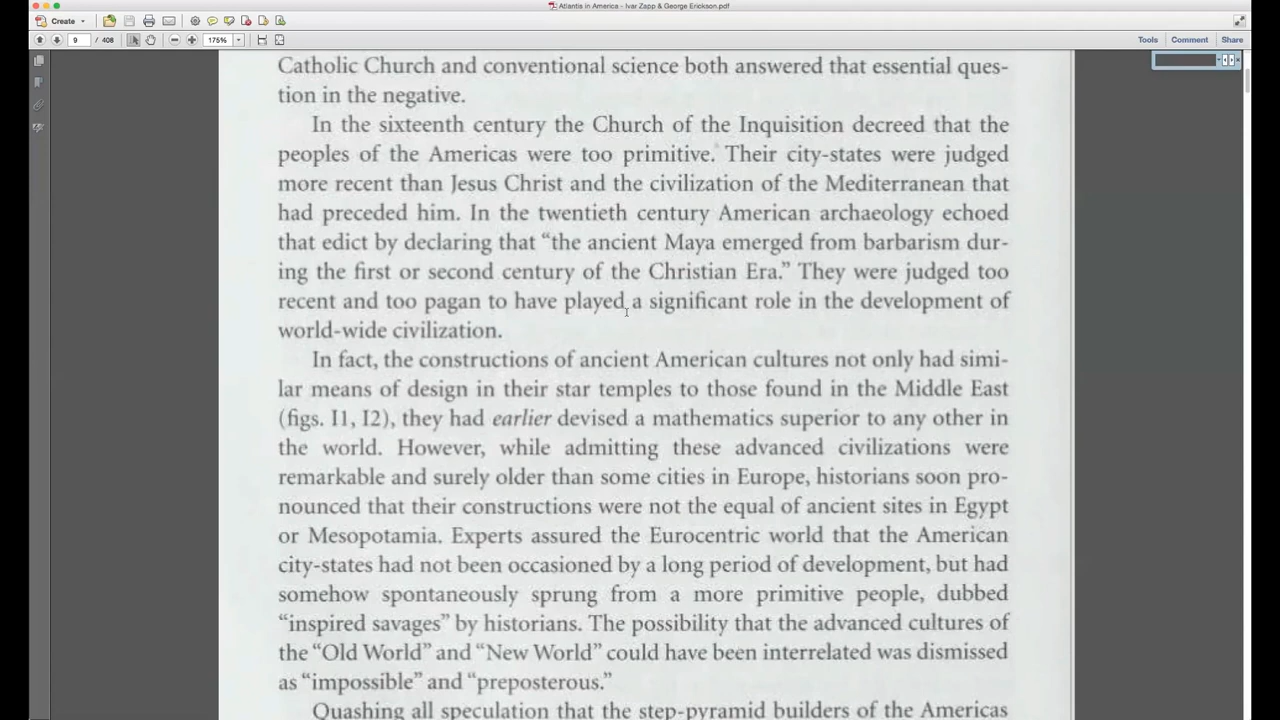 Atlantis in America - Ivar Zapp & George Erickson.pdf
Create
9 / 408
175%
Tools Comment Share
Catholic Church and conventional science both answered that essential ques-
tion in the negative.
In the sixteenth century the Church of the Inquisition decreed that the
peoples of the Americas were too primitive. Their city-states were judged
more recent than Jesus Christ and the civilization of the Mediterranean that
had preceded him. In the twentieth century American archaeology echoed
that edict by declaring that “the ancient Maya emerged from barbarism dur-
ing the first or second century of the Christian Era.” They were judged too
recent and too pagan to have played a significant role in the development of
world-wide civilization.
In fact, the constructions of ancient American cultures not only had simi-
lar means of design in their star temples to those found in the Middle East
(figs. I1, I2), they had earlier devised a mathematics superior to any other in
the world. However, while admitting these advanced civilizations were
remarkable and surely older than some cities in Europe, historians soon pro-
nounced that their constructions were not the equal of ancient sites in Egypt
or Mesopotamia. Experts assured the Eurocentric world that the American
city-states had not been occasioned by a long period of development, but had
somehow spontaneously sprung from a more primitive people, dubbed
“inspired savages” by historians. The possibility that the advanced cultures of
the “Old World” and “New World” could have been interrelated was dismissed
as “impossible” and “preposterous.”
Quashing all speculation that the step-pyramid builders of the Americas